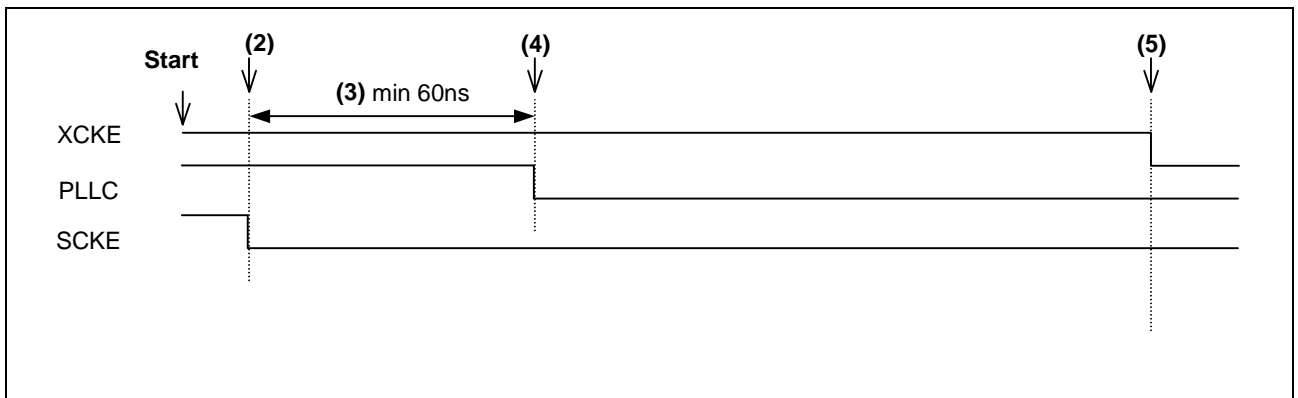 (2) (4) (5)
Start
(3) min 60ns
XCKE
PLLC
SCKE